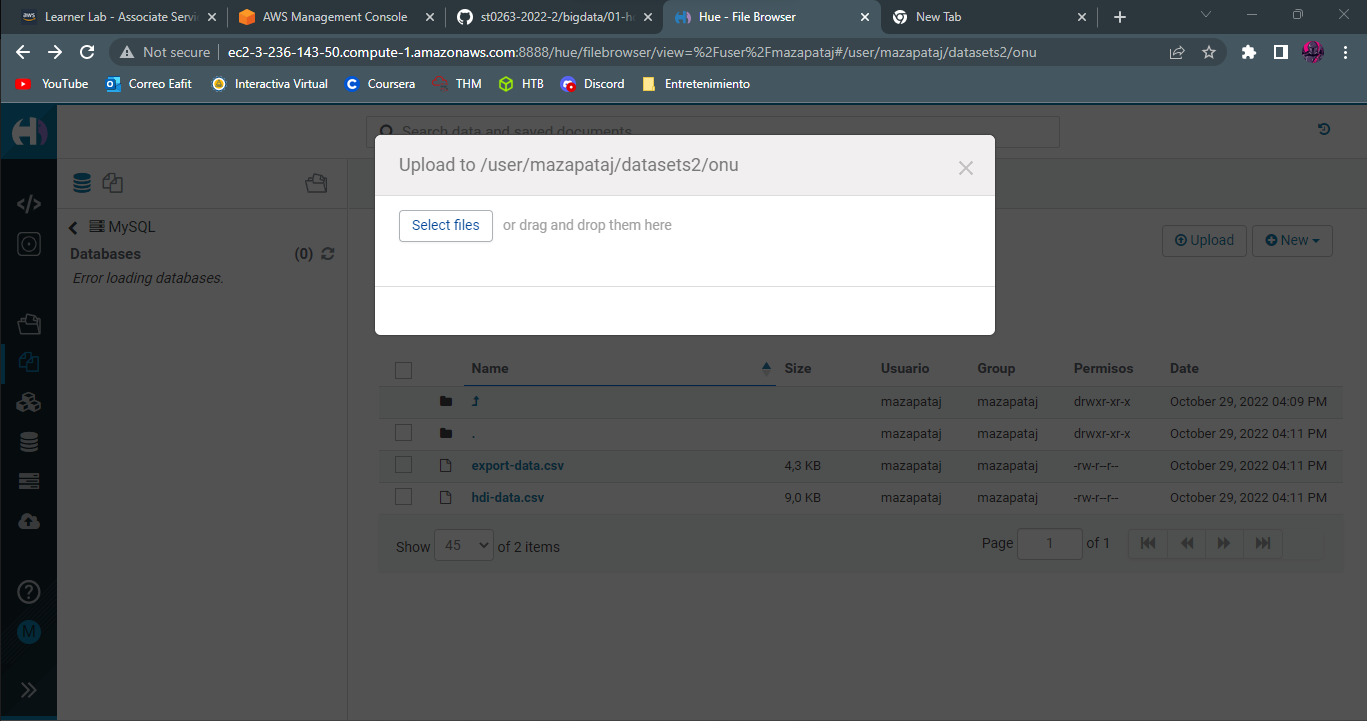 Learner Lab - Associate Servi
AWS Management Console
st0263-2022-2/bigdata/01-h
Hue - File Browser
New Tab
Not secure
ec2-3-236-143-50.compute-1.amazonaws.com:8888/hue/filebrowser/view=%2Fuser%2Fmazapataj#/user/mazapataj/datasets2/onu
YouTube
Correo Eafit
Interactiva Virtual
Coursera
THM
HTB
Discord
Entretenimiento
Search data and saved documents
Upload to /user/mazapataj/datasets2/onu
Select files or drag and drop them here
MySQL
Databases (0)
Error loading databases.
Upload
New
Name Size Usuario Group Permisos Date
mazapataj mazapataj drwxr-xr-x October 29, 2022 04:09 PM
. mazapataj mazapataj drwxr-xr-x October 29, 2022 04:11 PM
export-data.csv 4,3 KB mazapataj mazapataj -rw-r--r-- October 29, 2022 04:11 PM
hdi-data.csv 9,0 KB mazapataj mazapataj -rw-r--r-- October 29, 2022 04:11 PM
Show 45 of 2 items
Page 1 of 1
M